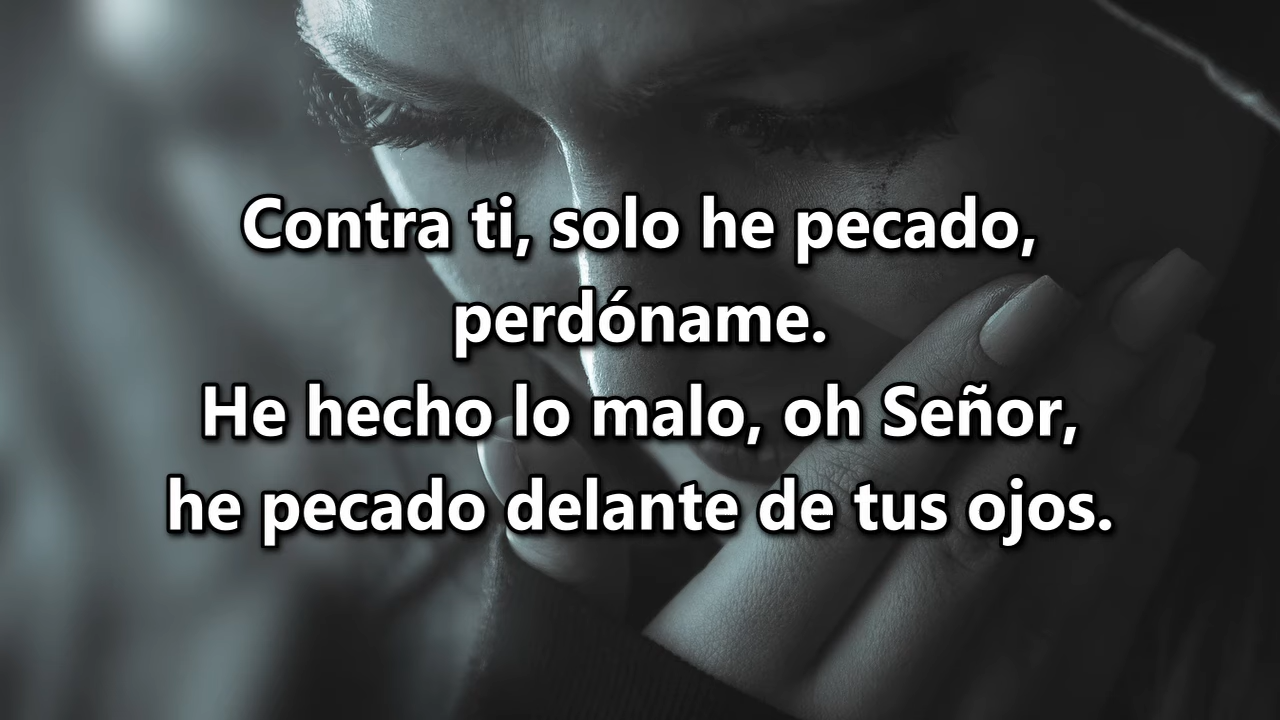 Contra ti, solo he pecado,
perdóname.
He hecho lo malo, oh Señor,
he pecado delante de tus ojos.